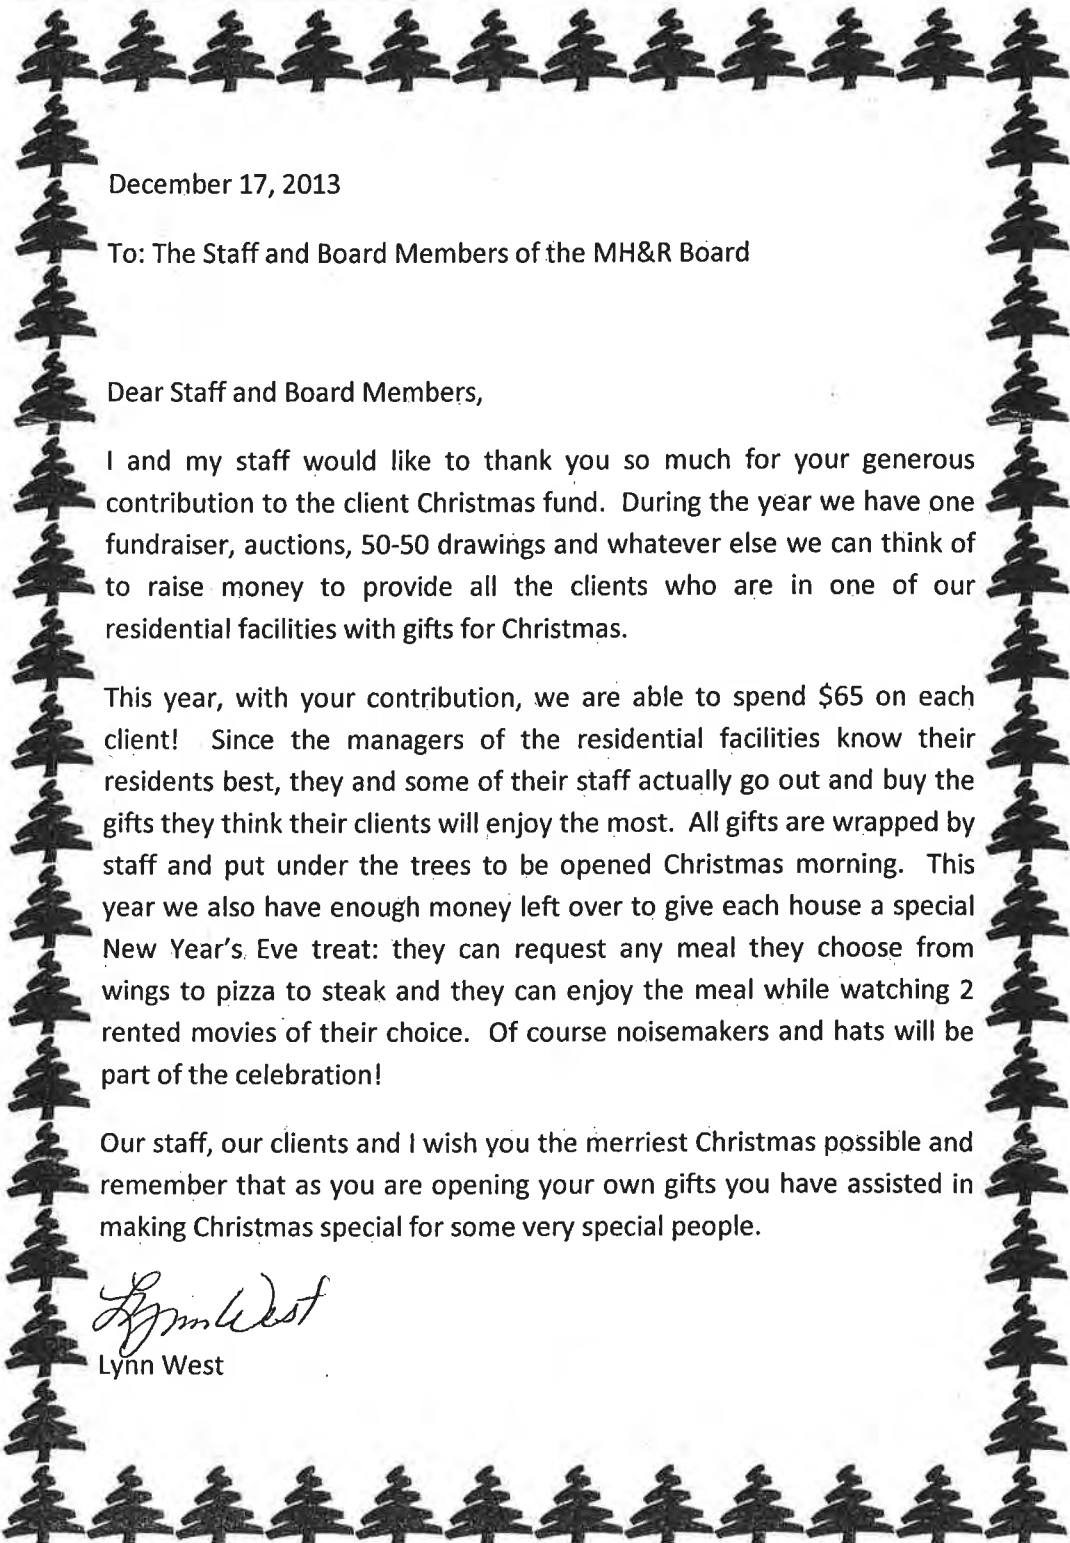 December 17, 2013
To: The Staff and Board Members of the MH&R Board
Dear Staff and Board Members,
I and my staff would like to thank you so much for your generous
contribution to the client Christmas fund. During the year we have one
fundraiser, auctions, 50-50 drawings and whatever else we can think of
to raise money to provide all the clients who are in one of our
residential facilities with gifts for Christmas.
This year, with your contribution, we are able to spend $65 on each
client! Since the managers of the residential facilities know their
residents best, they and some of their staff actually go out and buy the
gifts they think their clients will enjoy the most. All gifts are wrapped by
staff and put under the trees to be opened Christmas morning. This
year we also have enough money left over to give each house a special
New Year's Eve treat: they can request any meal they choose from
wings to pizza to steak and they can enjoy the meal while watching 2
rented movies of their choice. Of course noisemakers and hats will be
part of the celebration!
Our staff, our clients and I wish you the merriest Christmas possible and
remember that as you are opening your own gifts you have assisted in
making Christmas special for some very special people.
Lynn West
Lynn West